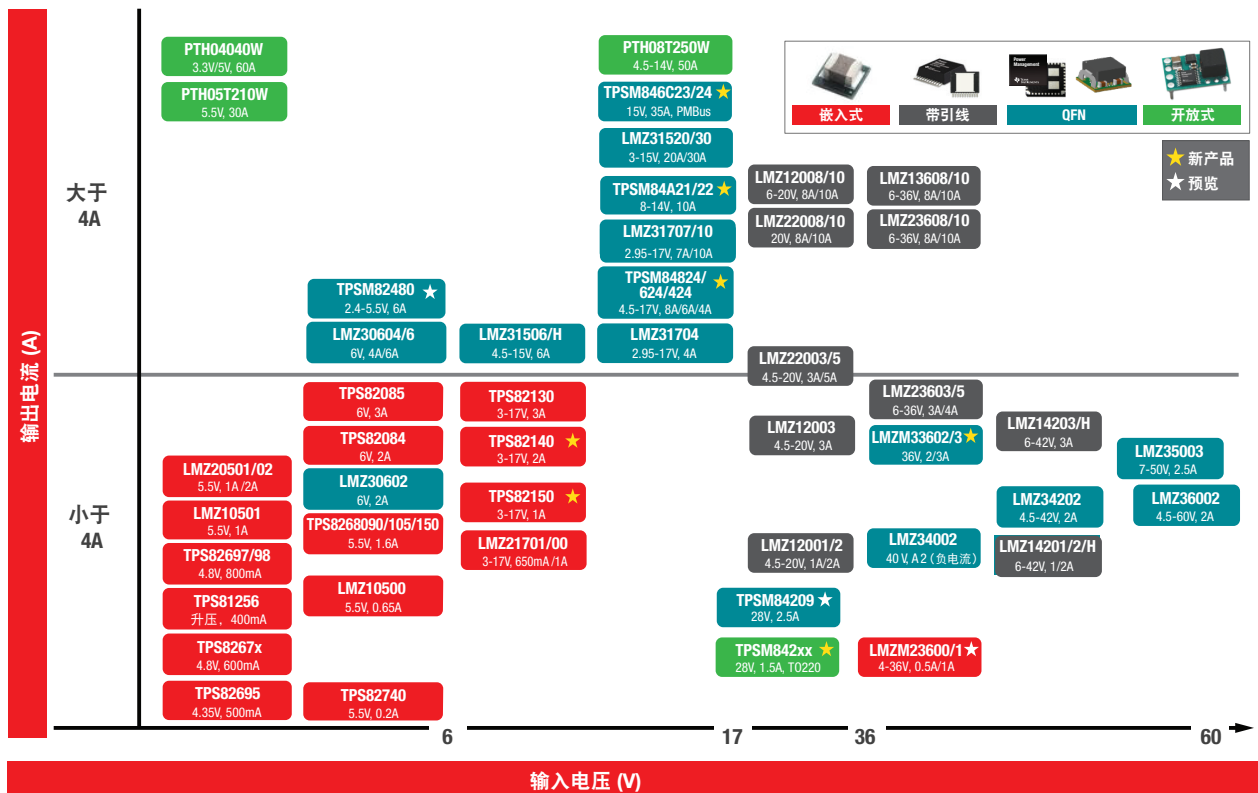 输出电流 (A)
大于
4A
小于
4A
PTH04040W
3.3V/5V, 60A
PTH05T210W
5.5V, 30A
PTH08T250W
4.5-14V, 50A
TPSM846C23/24
15V, 35A, PMBus
LMZ31520/30
3-15V, 20A/30A
TPSM84A21/22
8-14V, 10A
LMZ31707/10
2.95-17V, 7A/10A
TPSM84824/
624/424
4.5-17V, 8A/6A/4A
LMZ31704
2.95-17V, 4A
Power
Management
嵌入式
带引线
QFN
开放式
新产品
预览
LMZ12008/10
6-20V, 8A/10A
LMZ13608/10
6-36V, 8A/10A
LMZ22008/10
20V, 8A/10A
LMZ23608/10
6-36V, 8A/10A
TPSM82480
2.4-5.5V, 6A
LMZ30604/6
6V, 4A/6A
LMZ31506/H
4.5-15V, 6A
LMZ22003/5
4.5-20V, 3A/5A
TPS82085
6V, 3A
TPS82130
3-17V, 3A
LMZ23603/5
6-36V, 3A/4A
TPS82084
6V, 2A
TPS82140
3-17V, 2A
LMZ12003
4.5-20V, 3A
LMZM33602/3
36V, 2/3A
LMZ14203/H
6-42V, 3A
LMZ35003
7-50V, 2.5A
LMZ20501/02
5.5V, 1A /2A
LMZ30602
6V, 2A
TPS82150
3-17V, 1A
LMZ34202
4.5-42V, 2A
LMZ36002
4.5-60V, 2A
LMZ10501
5.5V, 1A
TPS8268090/105/150
5.5V, 1.6A
LMZ21701/00
3-17V, 650mA /1A
LMZ12001/2
4.5-20V, 1A/2A
LMZ34002
40 V, A 2 (负电流)
LMZ14201/2/H
6-42V, 1/2A
TPS82697/98
4.8V, 800mA
TPS81256
升压，400mA
LMZ10500
5.5V, 0.65A
TPSM84209
28V, 2.5A
TPS8267x
4.8V, 600mA
TPSM842xx
28V, 1.5A, TO220
LMZM23600/1
4-36V, 0.5A/1A
TPS82695
4.35V, 500mA
TPS82740
5.5V, 0.2A
6
17
36
60
输入电压 (V)